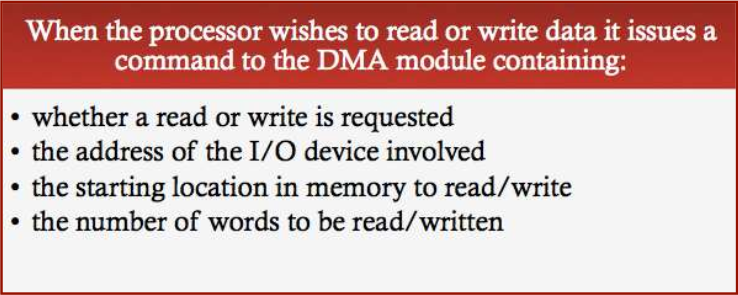 When the processor wishes to read or write data it issues a
command to the DMA module containing:
• whether a read or write is requested
• the address of the I/O device involved
• the starting location in memory to read/write
• the number of words to be read/written